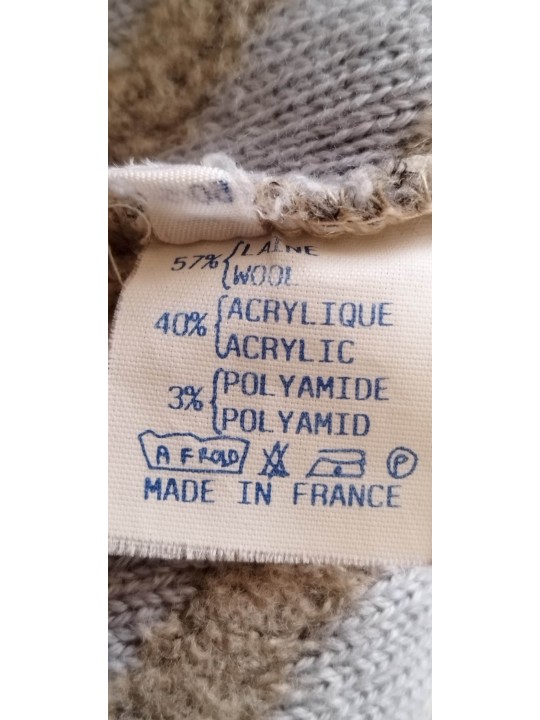 57% LAINE
WOOL
40% ACRYLIQUE
ACRYLIC
3% POLYAMIDE
POLYAMID
A FROID P
MADE IN FRANCE